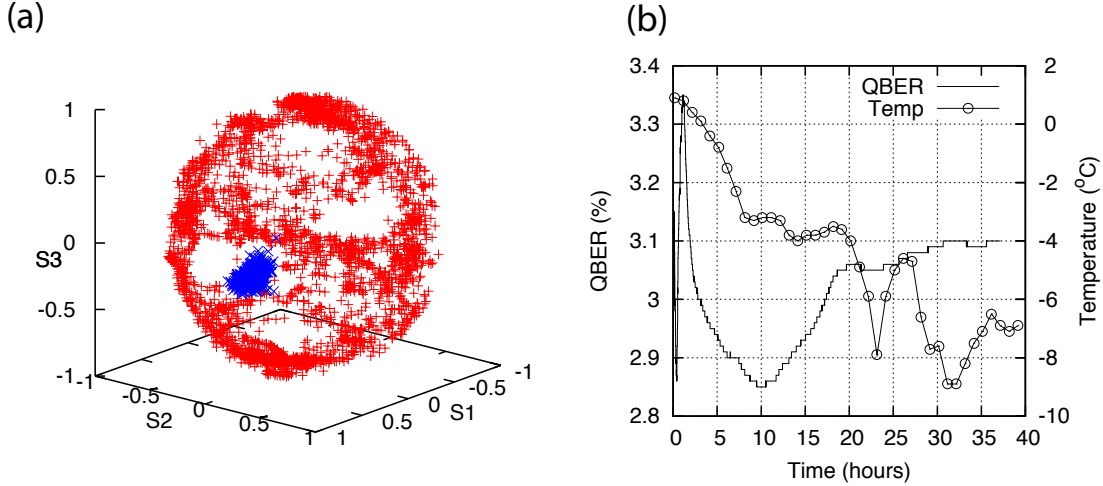 (a)
1
0.5
0
S3
-0.5
-1
-1
-0.5
S2
0
0.5
1
1
0.5
0
S1
-0.5
-1
(b)
3.4
3.3
3.2
3.1
3
2.9
2.8
QBER (%)
QBER
Temp
2
0
-2
-4
-6
-8
-10
Temperature (°C)
0 5 10 15 20 25 30 35 40
Time (hours)